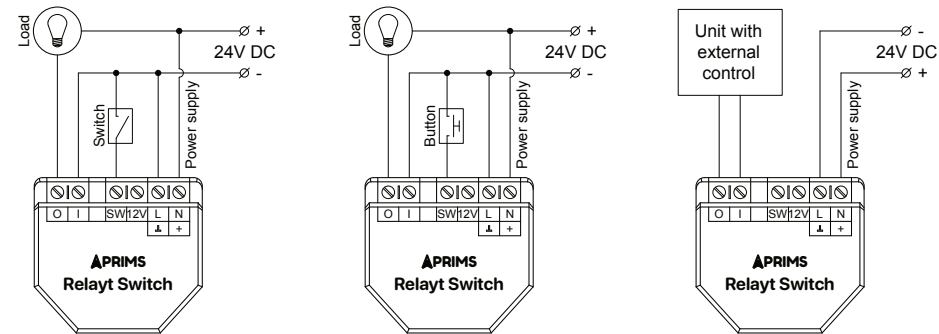 Load
+
24V DC
-
Switch
Power supply
O I SW 12V L N
⊥ +
APRIMS
Relayt Switch
Load
+
24V DC
-
Button
Power supply
O I SW 12V L N
⊥ +
APRIMS
Relayt Switch
Unit with
external
control
-
24V DC
+
Power supply
O I SW 12V L N
⊥ +
APRIMS
Relayt Switch